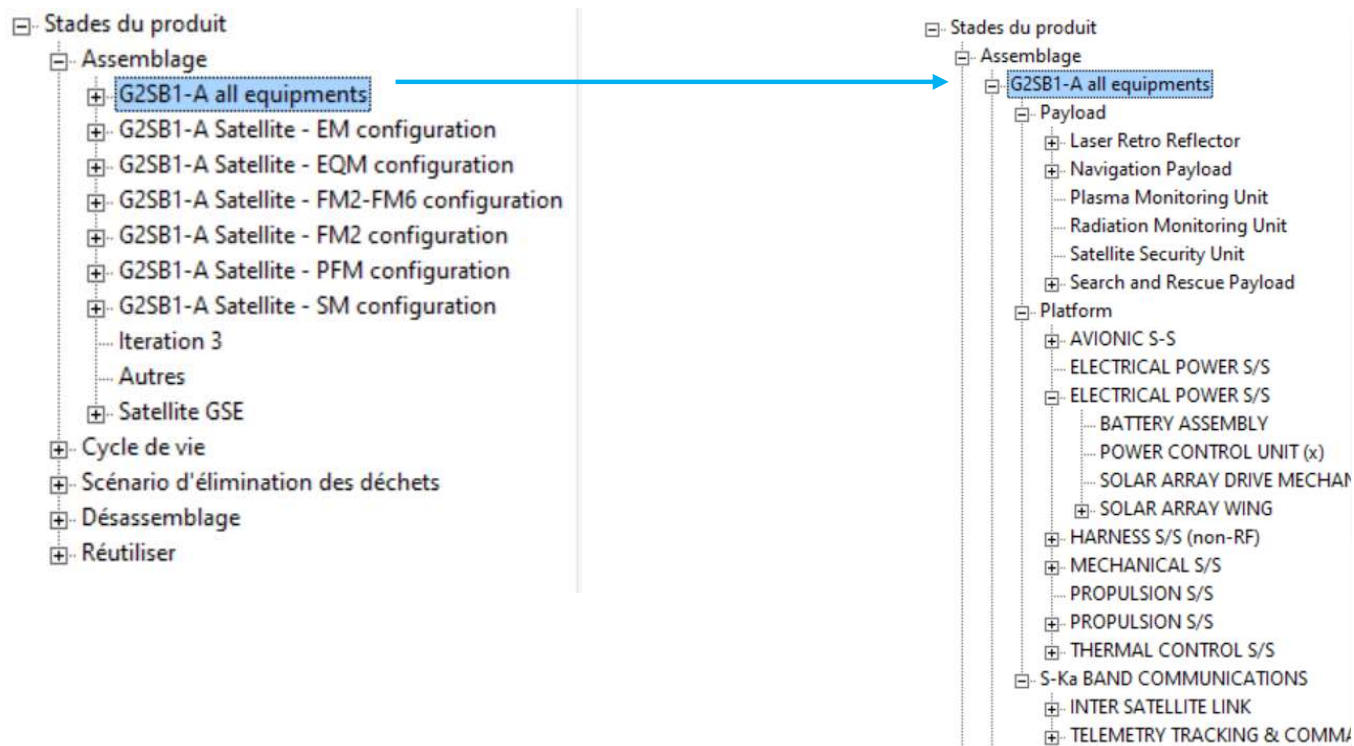 Stades du produit
Assemblage
G2SB1-A all equipments
G2SB1-A Satellite - EM configuration
G2SB1-A Satellite - EQM configuration
G2SB1-A Satellite - FM2-FM6 configuration
G2SB1-A Satellite - FM2 configuration
G2SB1-A Satellite - PFM configuration
G2SB1-A Satellite - SM configuration
Iteration 3
Autres
Satellite GSE
Cycle de vie
Scénario d'élimination des déchets
Désassemblage
Réutiliser
Stades du produit
Assemblage
G2SB1-A all equipments
Payload
Laser Retro Reflector
Navigation Payload
Plasma Monitoring Unit
Radiation Monitoring Unit
Satellite Security Unit
Search and Rescue Payload
Platform
AVIONIC S-S
ELECTRICAL POWER S/S
ELECTRICAL POWER S/S
BATTERY ASSEMBLY
POWER CONTROL UNIT (x)
SOLAR ARRAY DRIVE MECHAN
SOLAR ARRAY WING
HARNESS S/S (non-RF)
MECHANICAL S/S
PROPULSION S/S
PROPULSION S/S
THERMAL CONTROL S/S
S-Ka BAND COMMUNICATIONS
INTER SATELLITE LINK
TELEMETRY TRACKING & COMMA